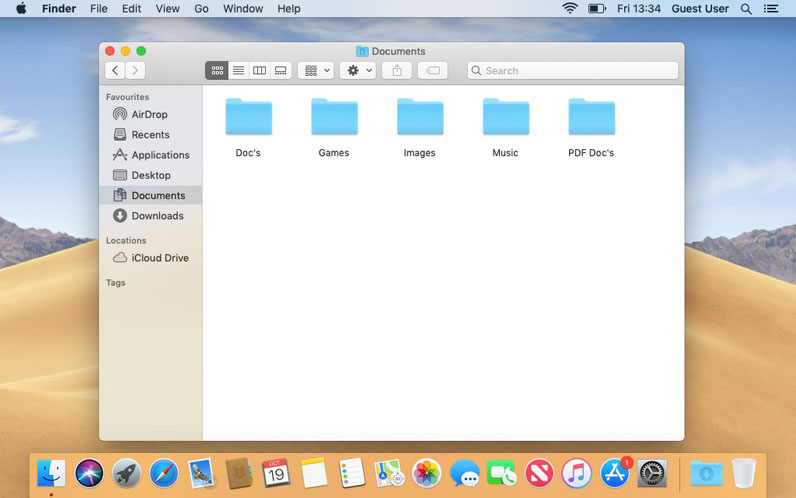 Finder File Edit View Go Window Help Fri 13:34 Guest User
Documents
Search
Favourites
AirDrop
Recents
Applications
Desktop
Documents
Downloads
Locations
iCloud Drive
Tags
Doc's Games Images Music PDF Doc's
OCT
19
1